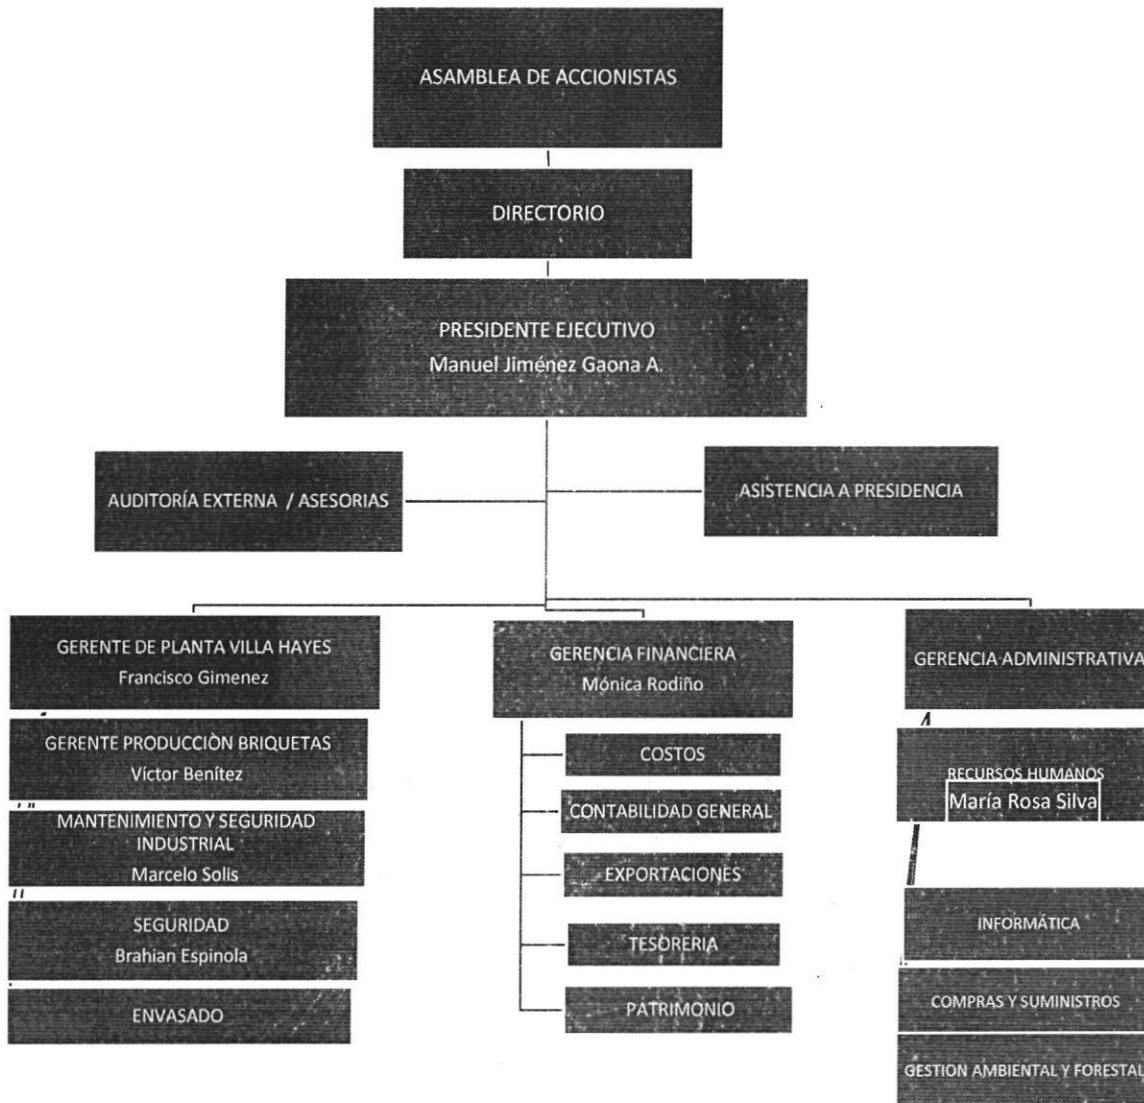 ASAMBLEA DE ACCIONISTAS
DIRECTORIO
PRESIDENTE EJECUTIVO
Manuel Jiménez Gaona A.
AUDITORÍA EXTERNA / ASESORIAS
ASISTENCIA A PRESIDENCIA
GERENTE DE PLANTA VILLA HAYES
Francisco Gimenez
GERENTE PRODUCCIÒN BRIQUETAS
Víctor Benítez
MANTENIMIENTO Y SEGURIDAD
INDUSTRIAL
Marcelo Solis
SEGURIDAD
Brahian Espinola
ENVASADO
GERENCIA FINANCIERA
Mónica Rodiño
COSTOS
CONTABILIDAD GENERAL
EXPORTACIONES
TESORERIA
PATRIMONIO
GERENCIA ADMINISTRATIVA
RECURSOS HUMANOS
María Rosa Silva
INFORMÁTICA
COMPRAS Y SUMINISTROS
GESTION AMBIENTAL Y FORESTAL